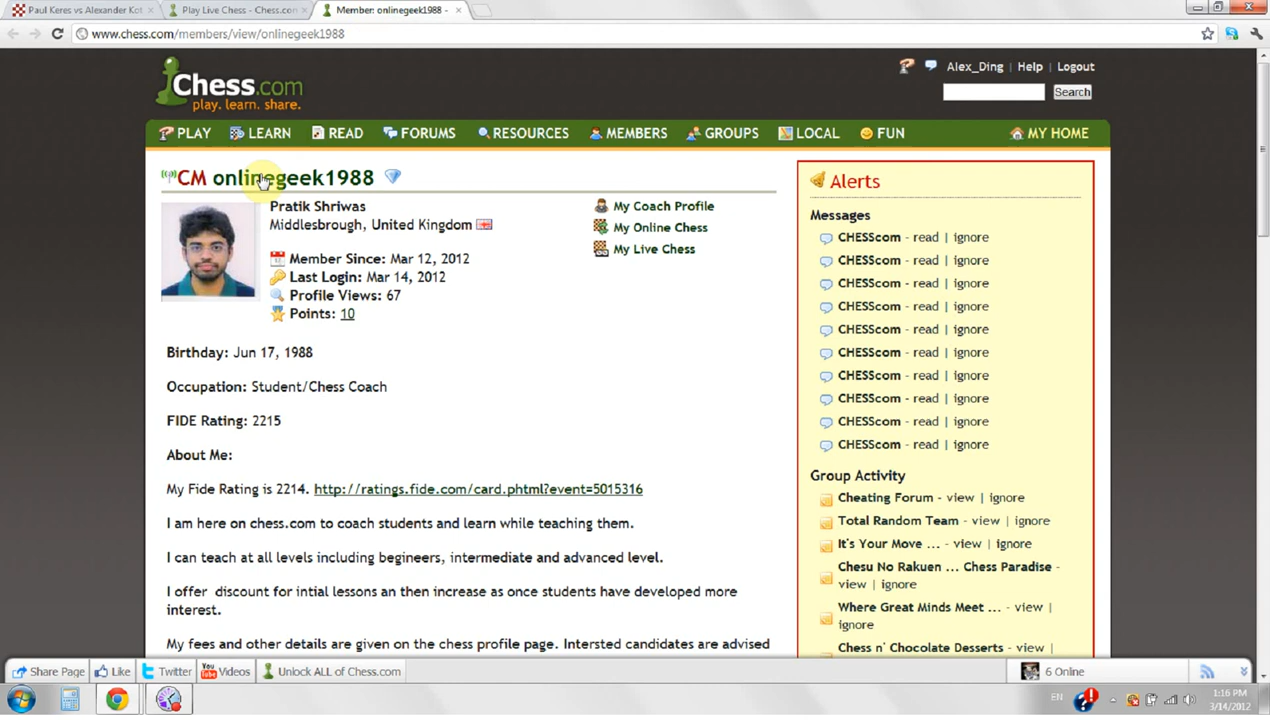 Paul Keres vs Alexander Kot
Play Live Chess - Chess.com
Member: onlinegeek1988 -
www.chess.com/members/view/onlinegeek1988
Chess.com
play. learn. share.
Alex_Ding | Help | Logout
Search
PLAY LEARN READ FORUMS RESOURCES MEMBERS GROUPS LOCAL FUN MY HOME
CM onlinegeek1988
Pratik Shriwas
Middlesbrough, United Kingdom
Member Since: Mar 12, 2012
Last Login: Mar 14, 2012
Profile Views: 67
Points: 10
My Coach Profile
My Online Chess
My Live Chess
Birthday: Jun 17, 1988
Occupation: Student/Chess Coach
FIDE Rating: 2215
About Me:
My Fide Rating is 2214. http://ratings.fide.com/card.phtml?event=5015316
I am here on chess.com to coach students and learn while teaching them.
I can teach at all levels including begineers, intermediate and advanced level.
I offer discount for intial lessons an then increase as once students have developed more
interest.
My fees and other details are given on the chess profile page. Intersted candidates are advised
Alerts
Messages
CHESScom - read | ignore
CHESScom - read | ignore
CHESScom - read | ignore
CHESScom - read | ignore
CHESScom - read | ignore
CHESScom - read | ignore
CHESScom - read | ignore
CHESScom - read | ignore
CHESScom - read | ignore
CHESScom - read | ignore
Group Activity
Cheating Forum - view | ignore
Total Random Team - view | ignore
It's Your Move ... - view | ignore
Chesu No Rakuen ... Chess Paradise -
view | ignore
Where Great Minds Meet ... - view |
ignore
Chess n' Chocolate Desserts - view |
Share Page Like Twitter You Tube Videos Unlock ALL of Chess.com 6 Online
EN
1:16 PM
3/14/2012